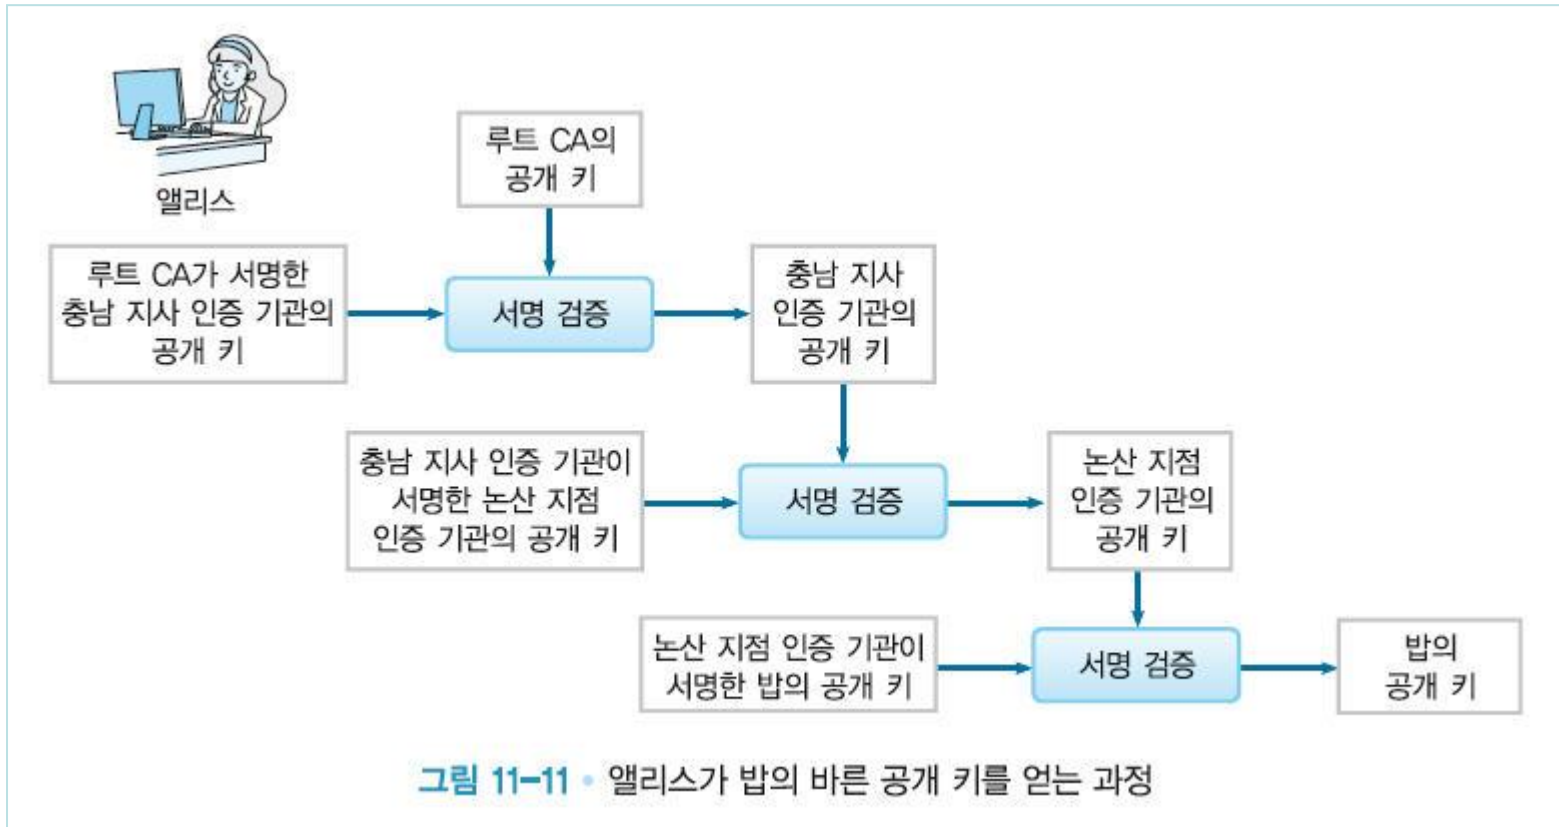 앨리스
루트 CA의
공개 키
루트 CA가 서명한
충남 지사 인증 기관의
공개 키
서명 검증
충남 지사
인증 기관의
공개 키
충남 지사 인증 기관이
서명한 논산 지점
인증 기관의 공개 키
서명 검증
논산 지점
인증 기관의
공개 키
논산 지점 인증 기관이
서명한 밥의 공개 키
서명 검증
밥의
공개 키
그림 11-11 • 앨리스가 밥의 바른 공개 키를 얻는 과정